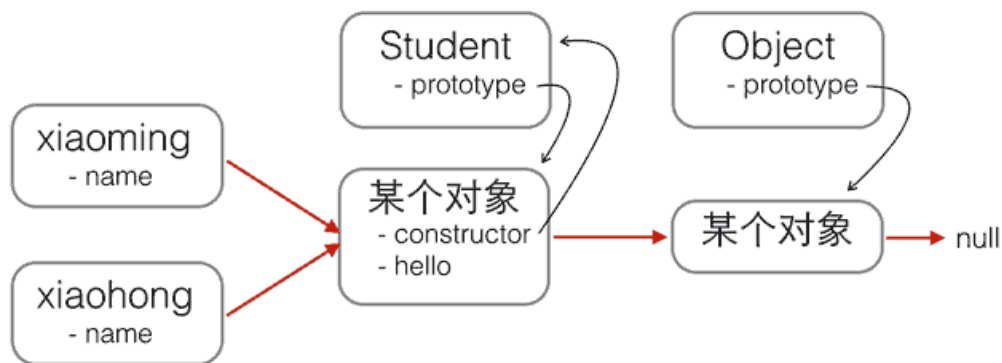 Student
- prototype
Object
- prototype
xiaoming
- name
某个对象
- constructor
- hello
某个对象
null
xiaohong
- name